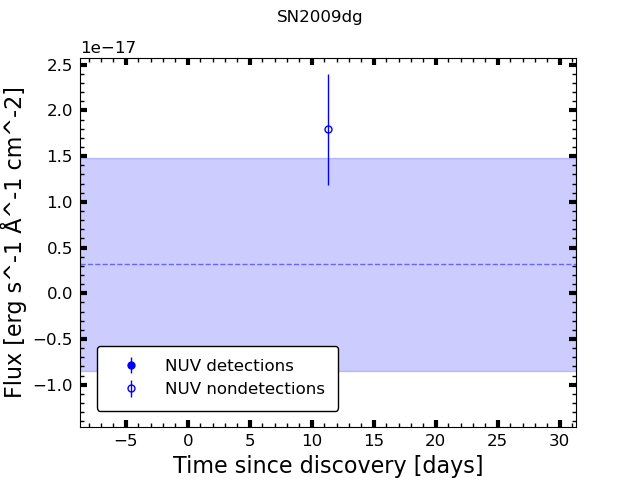 SN2009dg
1e−17
2.5
2.0
1.5
1.0
0.5
0.0
−0.5
−1.0
Flux [erg s^-1 Å^-1 cm^-2]
NUV detections
NUV nondetections
−5 0 5 10 15 20 25 30
Time since discovery [days]